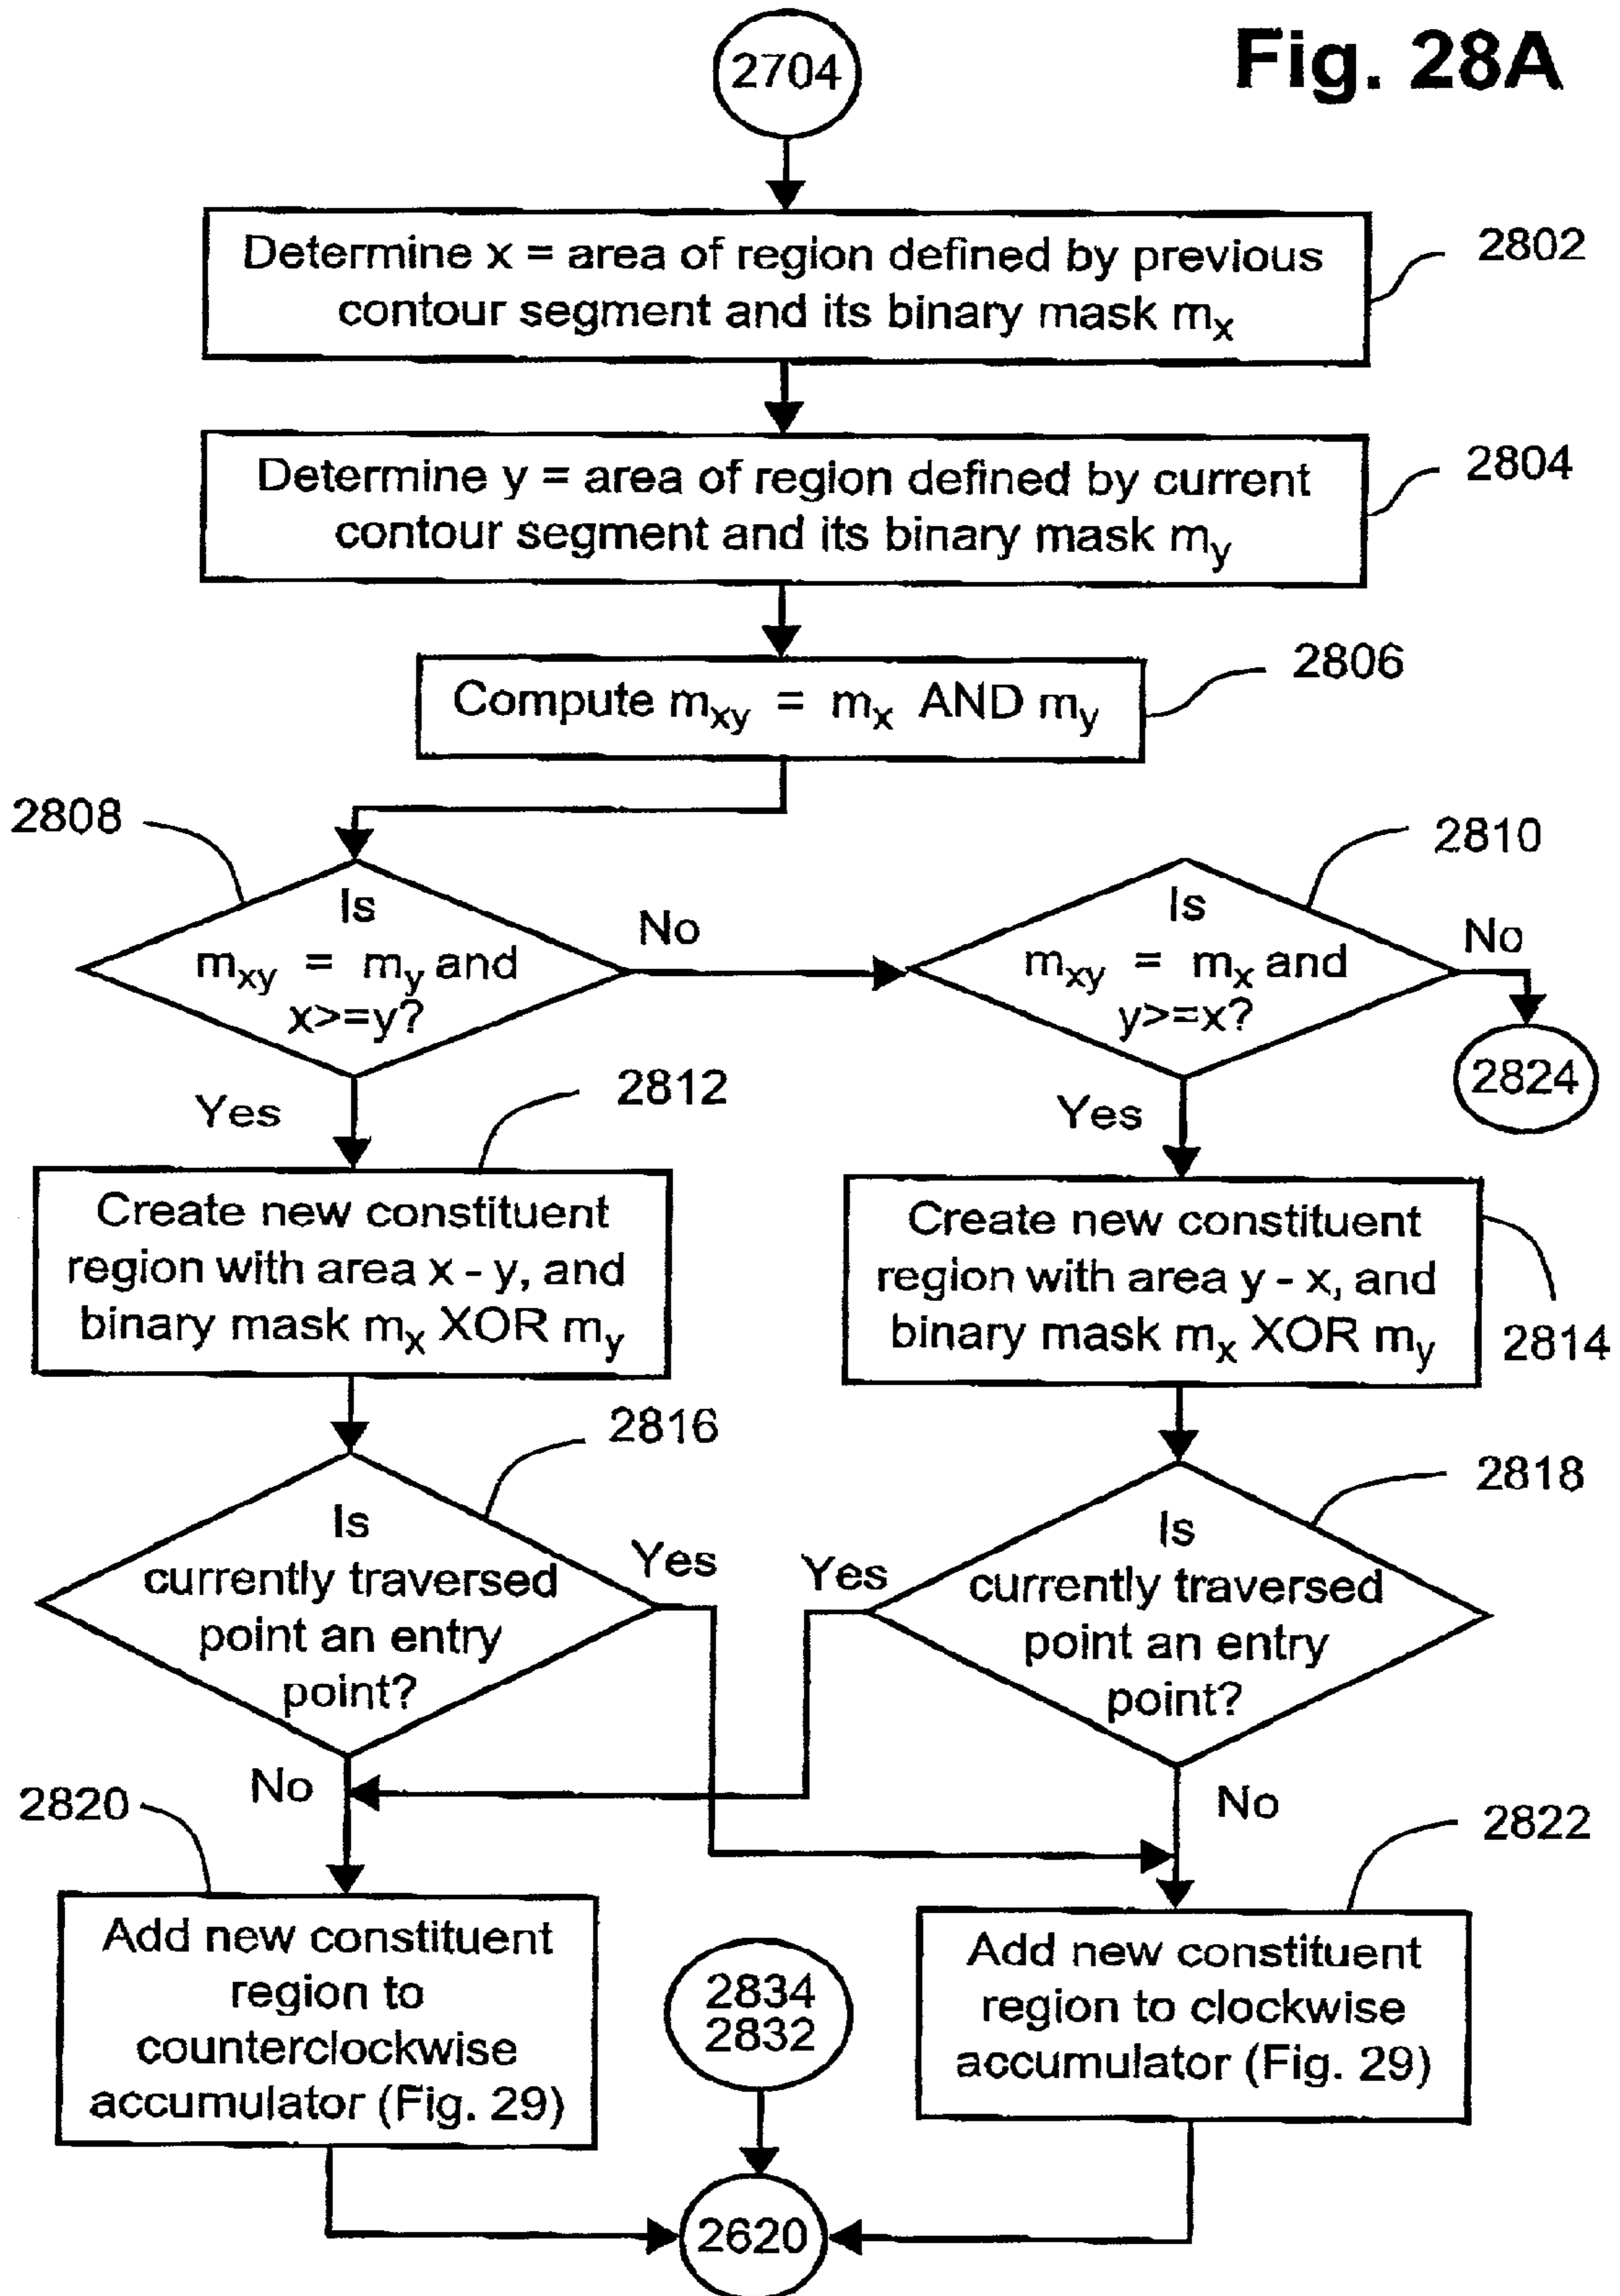 Fig. 28A
2704
Determine x = area of region defined by previous
contour segment and its binary mask mx
2802
Determine y = area of region defined by current
contour segment and its binary mask my
2804
Compute mxy = mx AND my
2806
2808
Is
mxy = my and
x>=y?
No
Yes
2810
Is
mxy = mx and
y>=x?
No
Yes
2824
2812
Create new constituent
region with area x - y, and
binary mask mx XOR my
Create new constituent
region with area y - x, and
binary mask mx XOR my
2814
2816
Is
currently traversed
point an entry
point?
Yes
No
2818
Is
currently traversed
point an entry
point?
Yes
No
2820
Add new constituent
region to
counterclockwise
accumulator (Fig. 29)
2834
2832
2822
Add new constituent
region to clockwise
accumulator (Fig. 29)
2620